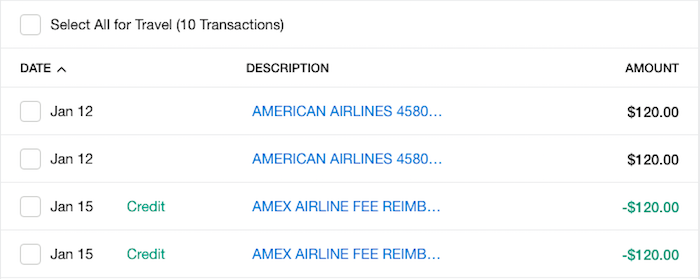 Select All for Travel (10 Transactions)
DATE DESCRIPTION AMOUNT
Jan 12 AMERICAN AIRLINES 4580... $120.00
Jan 12 AMERICAN AIRLINES 4580... $120.00
Jan 15 Credit AMEX AIRLINE FEE REIMB... -$120.00
Jan 15 Credit AMEX AIRLINE FEE REIMB... -$120.00